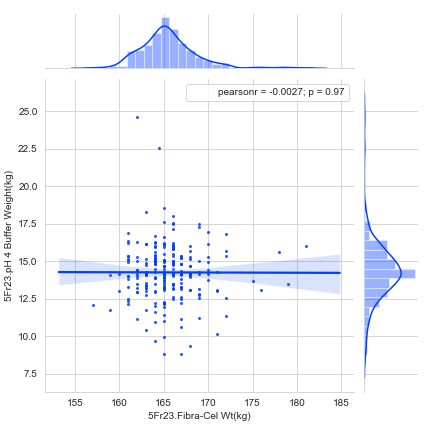 pearsonr = -0.0027; p = 0.97
25.0
22.5
20.0
17.5
15.0
12.5
10.0
7.5
5Fr23.pH 4 Buffer Weight(kg)
155 160 165 170 175 180 185
5Fr23.Fibra-Cel Wt(kg)